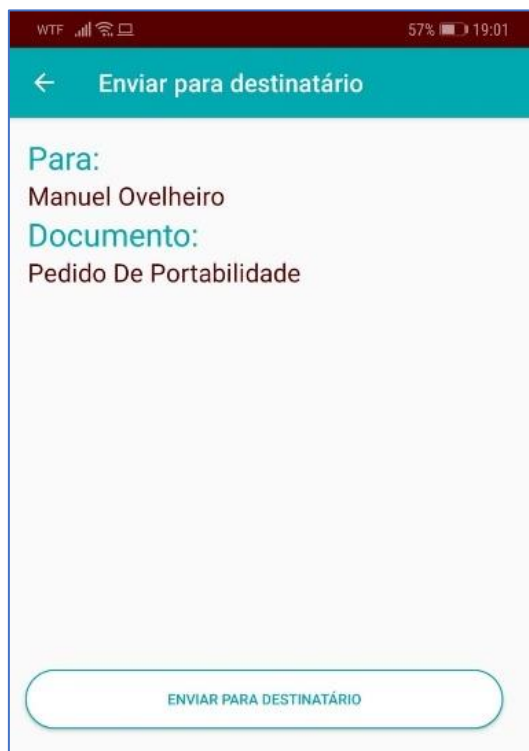 WTF 57% 19:01
Enviar para destinatário
Para:
Manuel Ovelheiro
Documento:
Pedido De Portabilidade
ENVIAR PARA DESTINATÁRIO